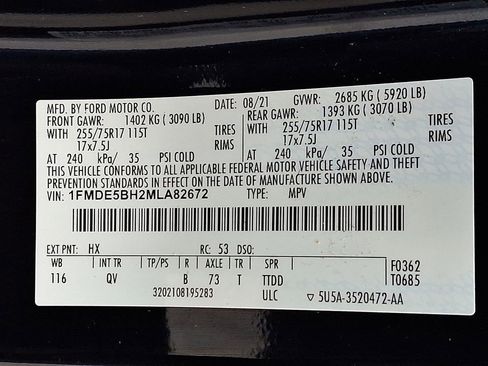 MFD. BY FORD MOTOR CO. 08/21 GVWR: 2685 KG ( 5920 LB)
FRONT GAWR: 1402 KG ( 3090 LB) REAR GAWR: 1393 KG ( 3070 LB)
WITH 255/75R17 115T TIRES WITH 255/75R17 115T TIRES
17x7.5J RIMS 17x7.5J RIMS
AT 240 kPa/ 35 PSI COLD AT 240 kPa/ 35 PSI COLD
THIS VEHICLE CONFORMS TO ALL APPLICABLE FEDERAL MOTOR VEHICLE SAFETY AND THEFT
PREVENTION STANDARDS IN EFFECT ON THE DATE OF MANUFACTURE SHOWN ABOVE.
VIN: 1FMDE5BH2MLA82672 TYPE: MPV
EXT PNT: HX RC: 53 DSO:
WB INT TR TP/PS R AXLE TR SPR F0362
116 QV B 73 T TTDD T0685
3202108195283 ULC ▽ 5U5A-3520472-AA